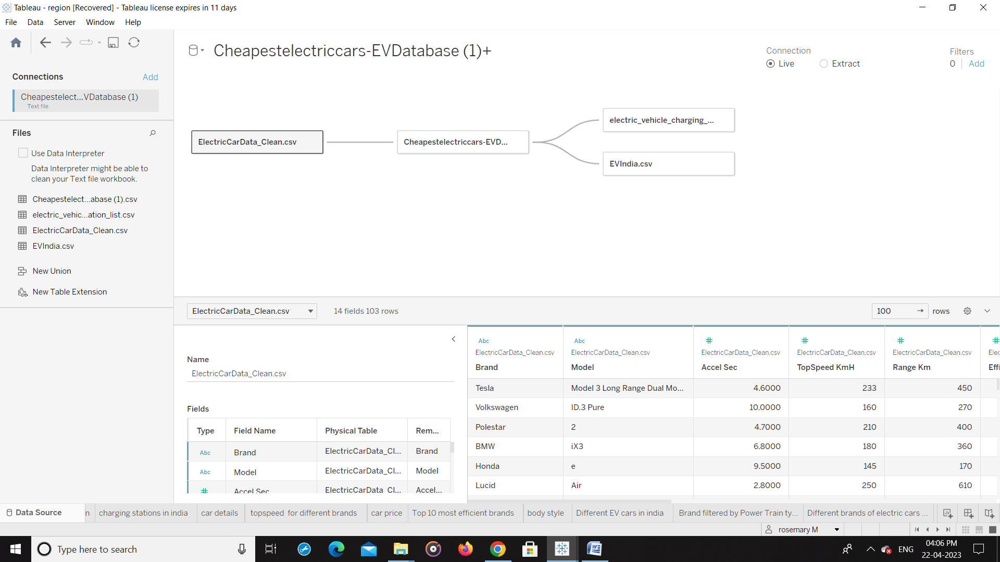 Tableau - region [Recovered] - Tableau license expires in 11 days
File Data Server Window Help
Connections Add
Cheapestelect...VDatabase (1)
Text file
Files
Use Data Interpreter
Data Interpreter might be able to
clean your Text file workbook.
Cheapestelect...abase (1).csv
electric_vehic...ation_list.csv
ElectricCarData_Clean.csv
EVIndia.csv
New Union
New Table Extension
Cheapestelectriccars-EVDatabase (1)+
Connection
Live Extract
Filters
0 Add
ElectricCarData_Clean.csv
Cheapestelectriccars-EVD...
electric_vehicle_charging_...
EVIndia.csv
ElectricCarData_Clean.csv 14 fields 103 rows 100 rows
Name
ElectricCarData_Clean.csv
Fields
Type Field Name Physical Table Rem...
Abc Brand ElectricCarData_Cl... Brand
Abc Model ElectricCarData_Cl... Model
# Accel Sec ElectricCarData_Cl... Accel...
Abc Abc # # # #
ElectricCarData_Clean.csv ElectricCarData_Clean.csv ElectricCarData_Clean.csv ElectricCarData_Clean.csv ElectricCarData_Clean.csv Elec
Brand Model Accel Sec TopSpeed KmH Range Km Effi
Tesla Model 3 Long Range Dual Mo... 4.6000 233 450
Volkswagen ID.3 Pure 10.0000 160 270
Polestar 2 4.7000 210 400
BMW iX3 6.8000 180 360
Honda e 9.5000 145 170
Lucid Air 2.8000 250 610
Data Source n charging stations in india car details topspeed for different brands car price Top 10 most efficient brands body style Different EV cars in india Brand filtered by Power Train ty... Different brands of electric cars ...
rosemary M
Type here to search
ENG
04:06 PM
22-04-2023